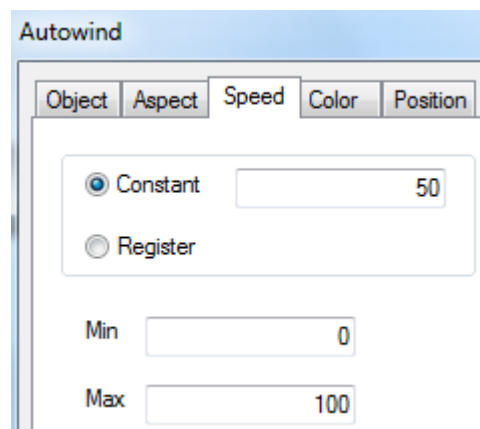 Autowind
Object Aspect Speed Color Position
Constant 50
Register
Min 0
Max 100